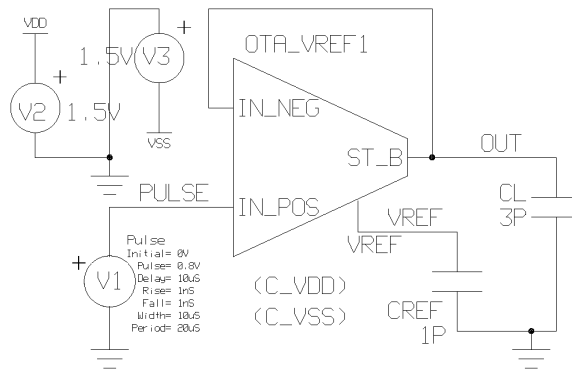 VDD
+
V2
1.5V
1.5V
+
V3
VSS
OTA_VREF1
IN_NEG
ST_B
IN_POS
OUT
PULSE
VREF
VREF
CL
3P
CREF
1P
+
V1
Pulse
Initial= 0V
Pulse= 0.8V
Delay= 10uS
Rise= 1nS
Fall= 1nS
Width= 10uS
Period= 20uS
(C_VDD)
(C_VSS)